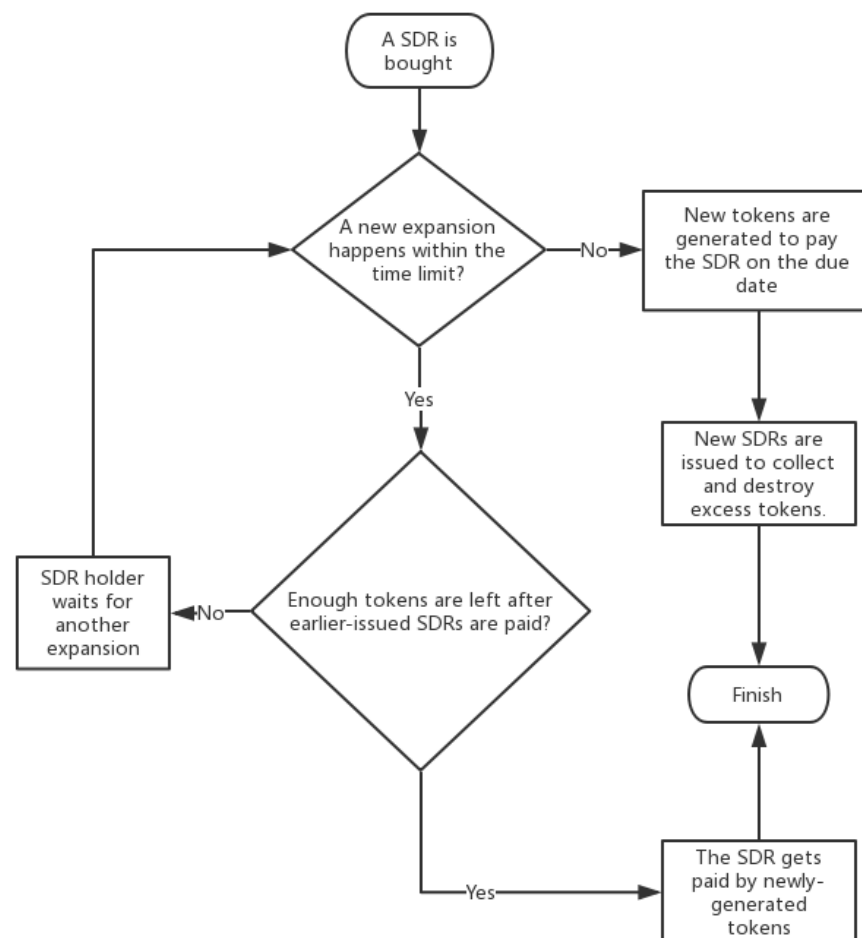 A SDR is
bought
A new expansion
happens within the
time limit?
No
New tokens are
generated to pay
the SDR on the due
date
Yes
New SDRs are
issued to collect
and destroy
excess tokens.
SDR holder
waits for
another
expansion
No
Enough tokens are left after
earlier-issued SDRs are paid?
Finish
Yes
The SDR gets
paid by newly-
generated
tokens